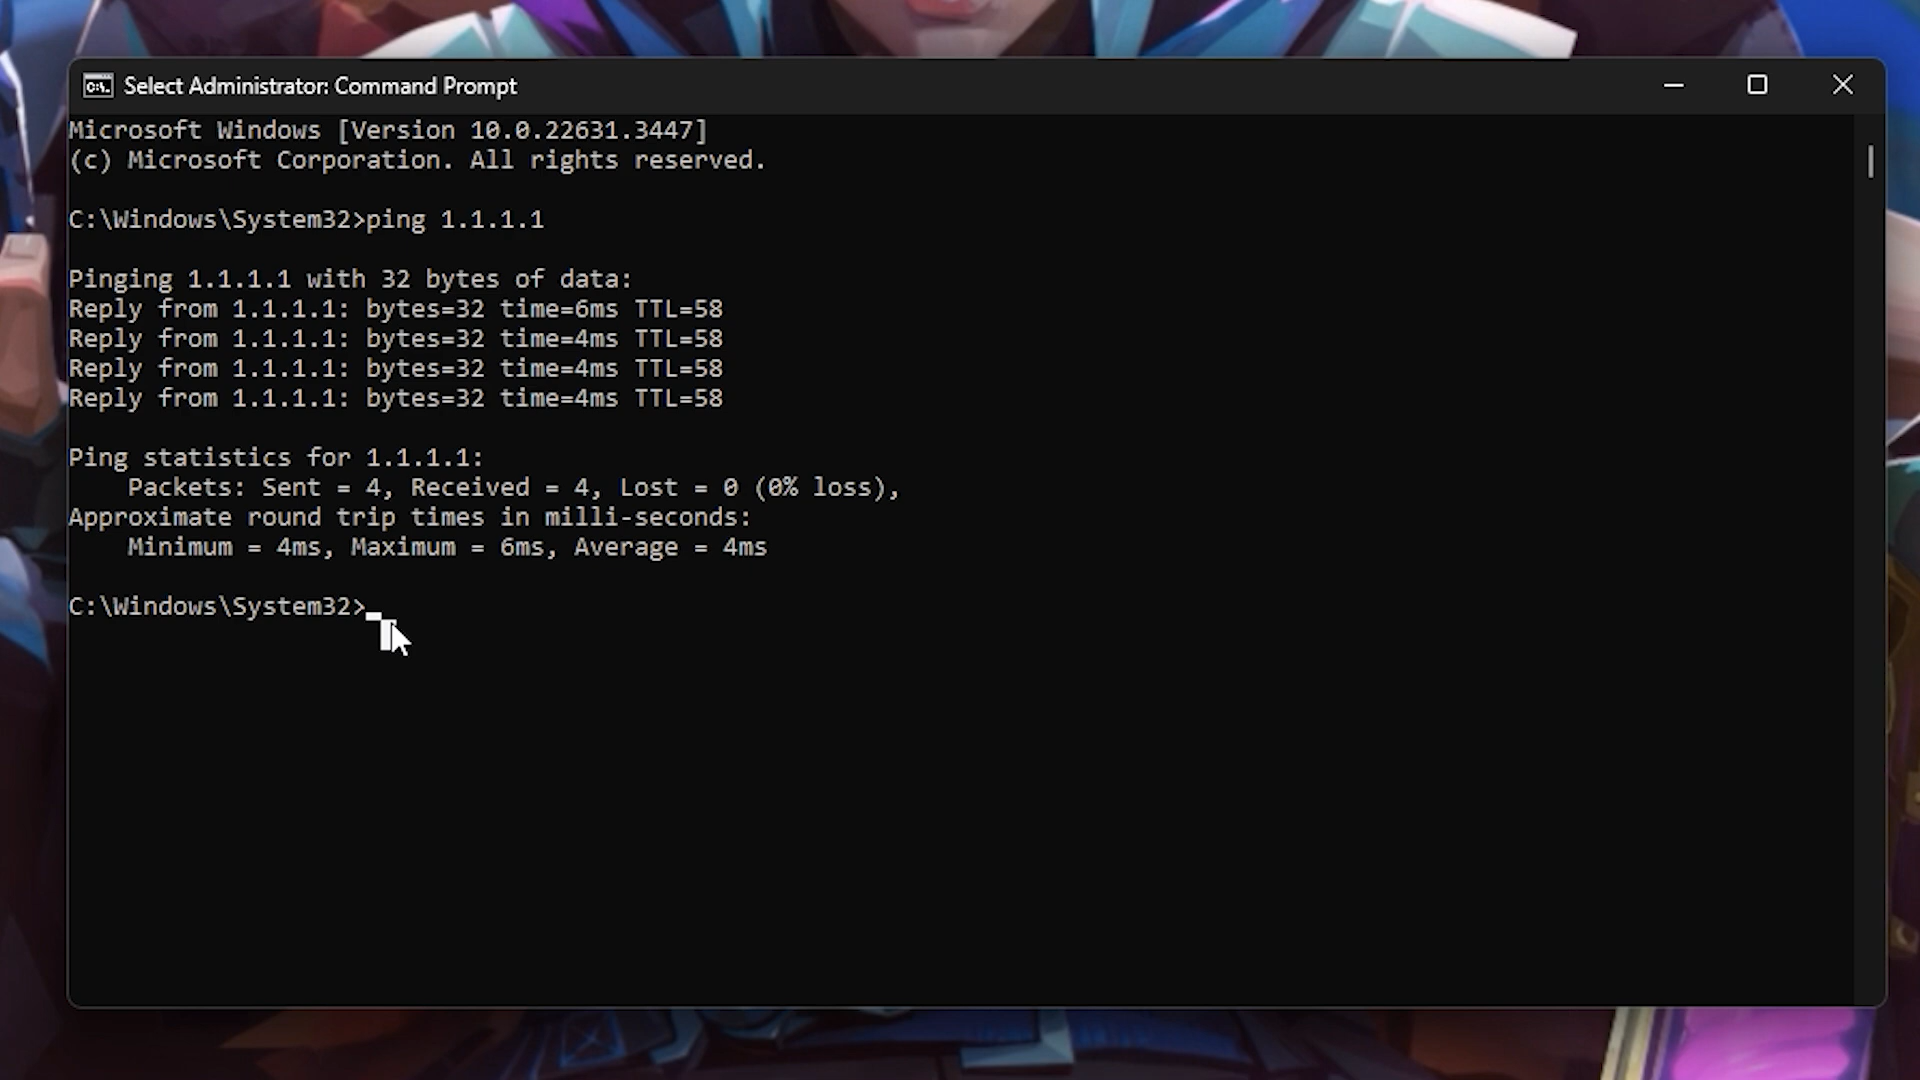 Select Administrator: Command Prompt
Microsoft Windows [Version 10.0.22631.3447]
(c) Microsoft Corporation. All rights reserved.
C:\Windows\System32>ping 1.1.1.1
Pinging 1.1.1.1 with 32 bytes of data:
Reply from 1.1.1.1: bytes=32 time=6ms TTL=58
Reply from 1.1.1.1: bytes=32 time=4ms TTL=58
Reply from 1.1.1.1: bytes=32 time=4ms TTL=58
Reply from 1.1.1.1: bytes=32 time=4ms TTL=58
Ping statistics for 1.1.1.1:
    Packets: Sent = 4, Received = 4, Lost = 0 (0% loss),
Approximate round trip times in milli-seconds:
    Minimum = 4ms, Maximum = 6ms, Average = 4ms
C:\Windows\System32>